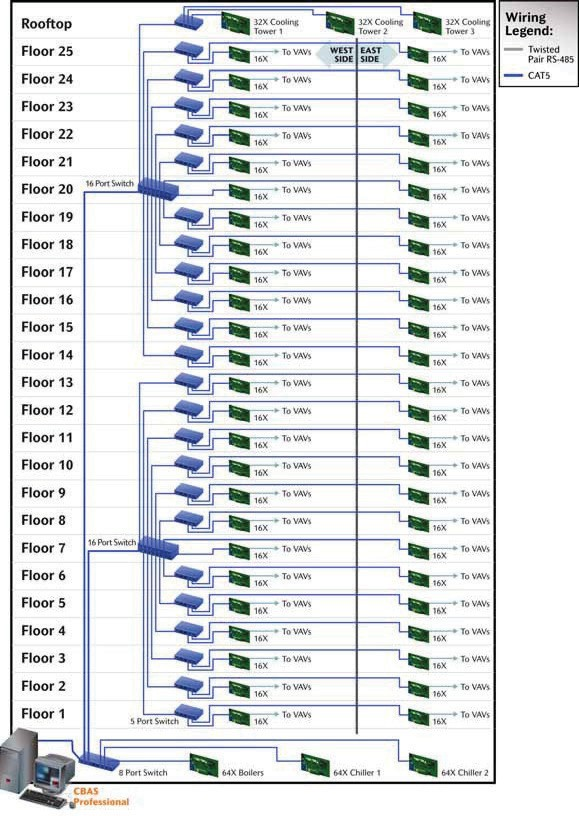 Rooftop
32X Cooling
Tower 1
32X Cooling
Tower 2
32X Cooling
Tower 3
Wiring
Legend:
Twisted
Pair RS-485
CAT5
Floor 25
16X
To VAVs
WEST
SIDE
EAST
SIDE
16X
To VAVs
Floor 24
16X
To VAVs
16X
To VAVs
Floor 23
16X
To VAVs
16X
To VAVs
Floor 22
16X
To VAVs
16X
To VAVs
Floor 21
16X
To VAVs
16X
To VAVs
Floor 20
16 Port Switch
16X
To VAVs
16X
To VAVs
Floor 19
16X
To VAVs
16X
To VAVs
Floor 18
16X
To VAVs
16X
To VAVs
Floor 17
16X
To VAVs
16X
To VAVs
Floor 16
16X
To VAVs
16X
To VAVs
Floor 15
16X
To VAVs
16X
To VAVs
Floor 14
16X
To VAVs
16X
To VAVs
Floor 13
16X
To VAVs
16X
To VAVs
Floor 12
16X
To VAVs
16X
To VAVs
Floor 11
16X
To VAVs
16X
To VAVs
Floor 10
16X
To VAVs
16X
To VAVs
Floor 9
16X
To VAVs
16X
To VAVs
Floor 8
16X
To VAVs
16X
To VAVs
Floor 7
16 Port Switch
16X
To VAVs
16X
To VAVs
Floor 6
16X
To VAVs
16X
To VAVs
Floor 5
16X
To VAVs
16X
To VAVs
Floor 4
16X
To VAVs
16X
To VAVs
Floor 3
16X
To VAVs
16X
To VAVs
Floor 2
16X
To VAVs
16X
To VAVs
Floor 1
5 Port Switch
16X
To VAVs
16X
To VAVs
8 Port Switch
64X Boilers
64X Chiller 1
64X Chiller 2
CBAS
Professional